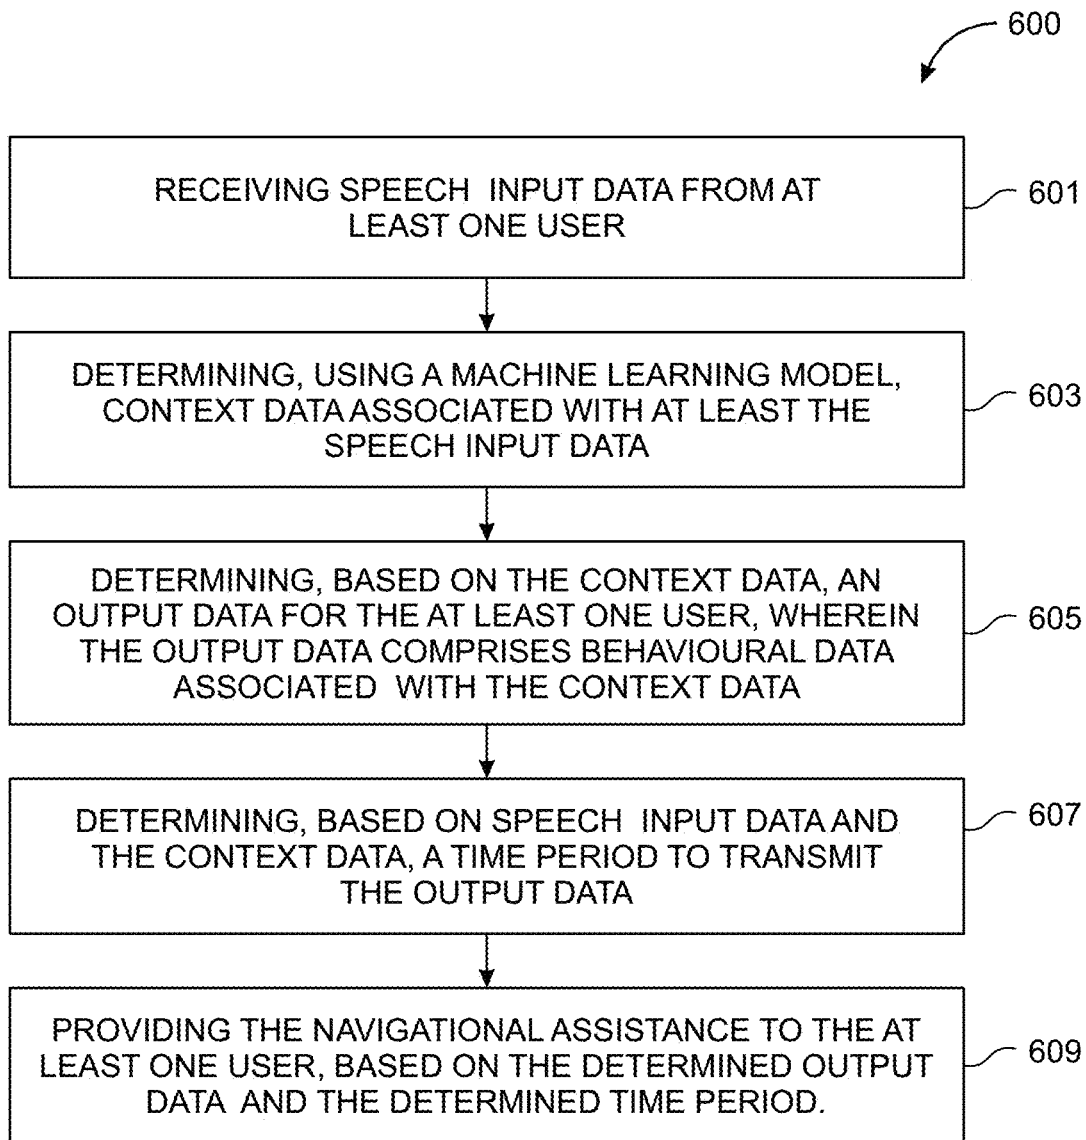 600
RECEIVING SPEECH INPUT DATA FROM AT
LEAST ONE USER
601
DETERMINING, USING A MACHINE LEARNING MODEL,
CONTEXT DATA ASSOCIATED WITH AT LEAST THE
SPEECH INPUT DATA
603
DETERMINING, BASED ON THE CONTEXT DATA, AN
OUTPUT DATA FOR THE AT LEAST ONE USER, WHEREIN
THE OUTPUT DATA COMPRISES BEHAVIOURAL DATA
ASSOCIATED WITH THE CONTEXT DATA
605
DETERMINING, BASED ON SPEECH INPUT DATA AND
THE CONTEXT DATA, A TIME PERIOD TO TRANSMIT
THE OUTPUT DATA
607
PROVIDING THE NAVIGATIONAL ASSISTANCE TO THE AT
LEAST ONE USER, BASED ON THE DETERMINED OUTPUT
DATA AND THE DETERMINED TIME PERIOD.
609